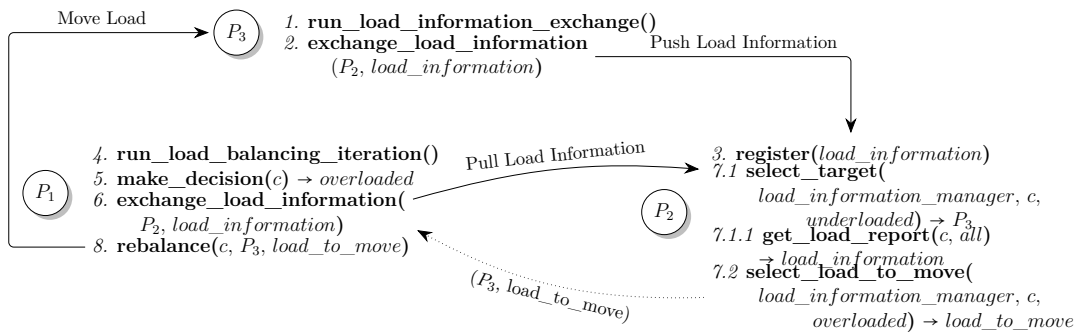 Move Load
P3
1. run_load_information_exchange()
2. exchange_load_information
(P2, load_information)
Push Load Information
4. run_load_balancing_iteration()
5. make_decision(c) → overloaded
6. exchange_load_information(
P2, load_information)
8. rebalance(c, P3, load_to_move)
P1
Pull Load Information
(P3, load_to_move)
P2
3. register(load_information)
7.1 select_target(
load_information_manager, c,
underloaded) → P3
7.1.1 get_load_report(c, all)
→ load_information
7.2 select_load_to_move(
load_information_manager, c,
overloaded) → load_to_move